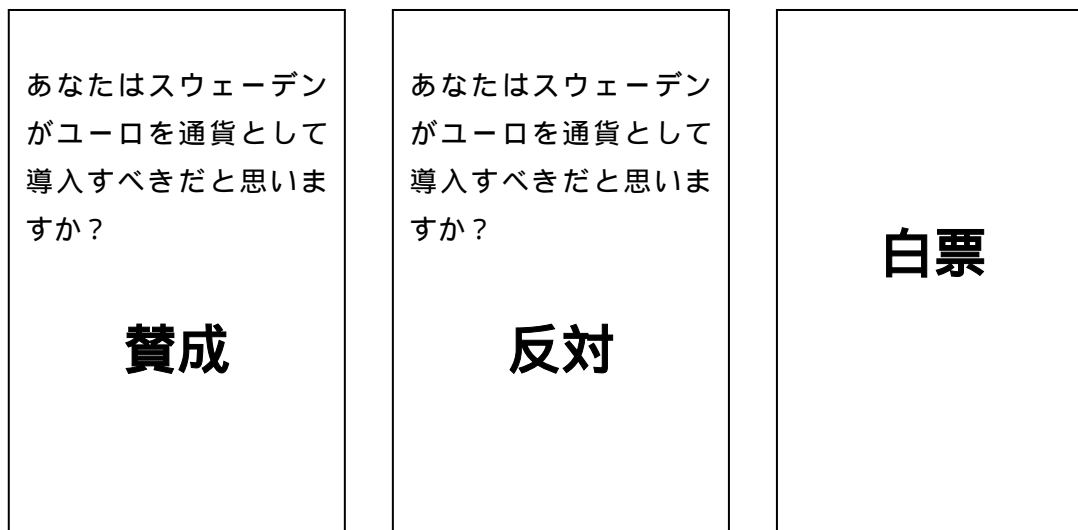 あなたはスウェーデン
がユーロを通貨として
導入すべきだと思いま
すか？
賛成
あなたはスウェーデン
がユーロを通貨として
導入すべきだと思いま
すか？
反対
白票